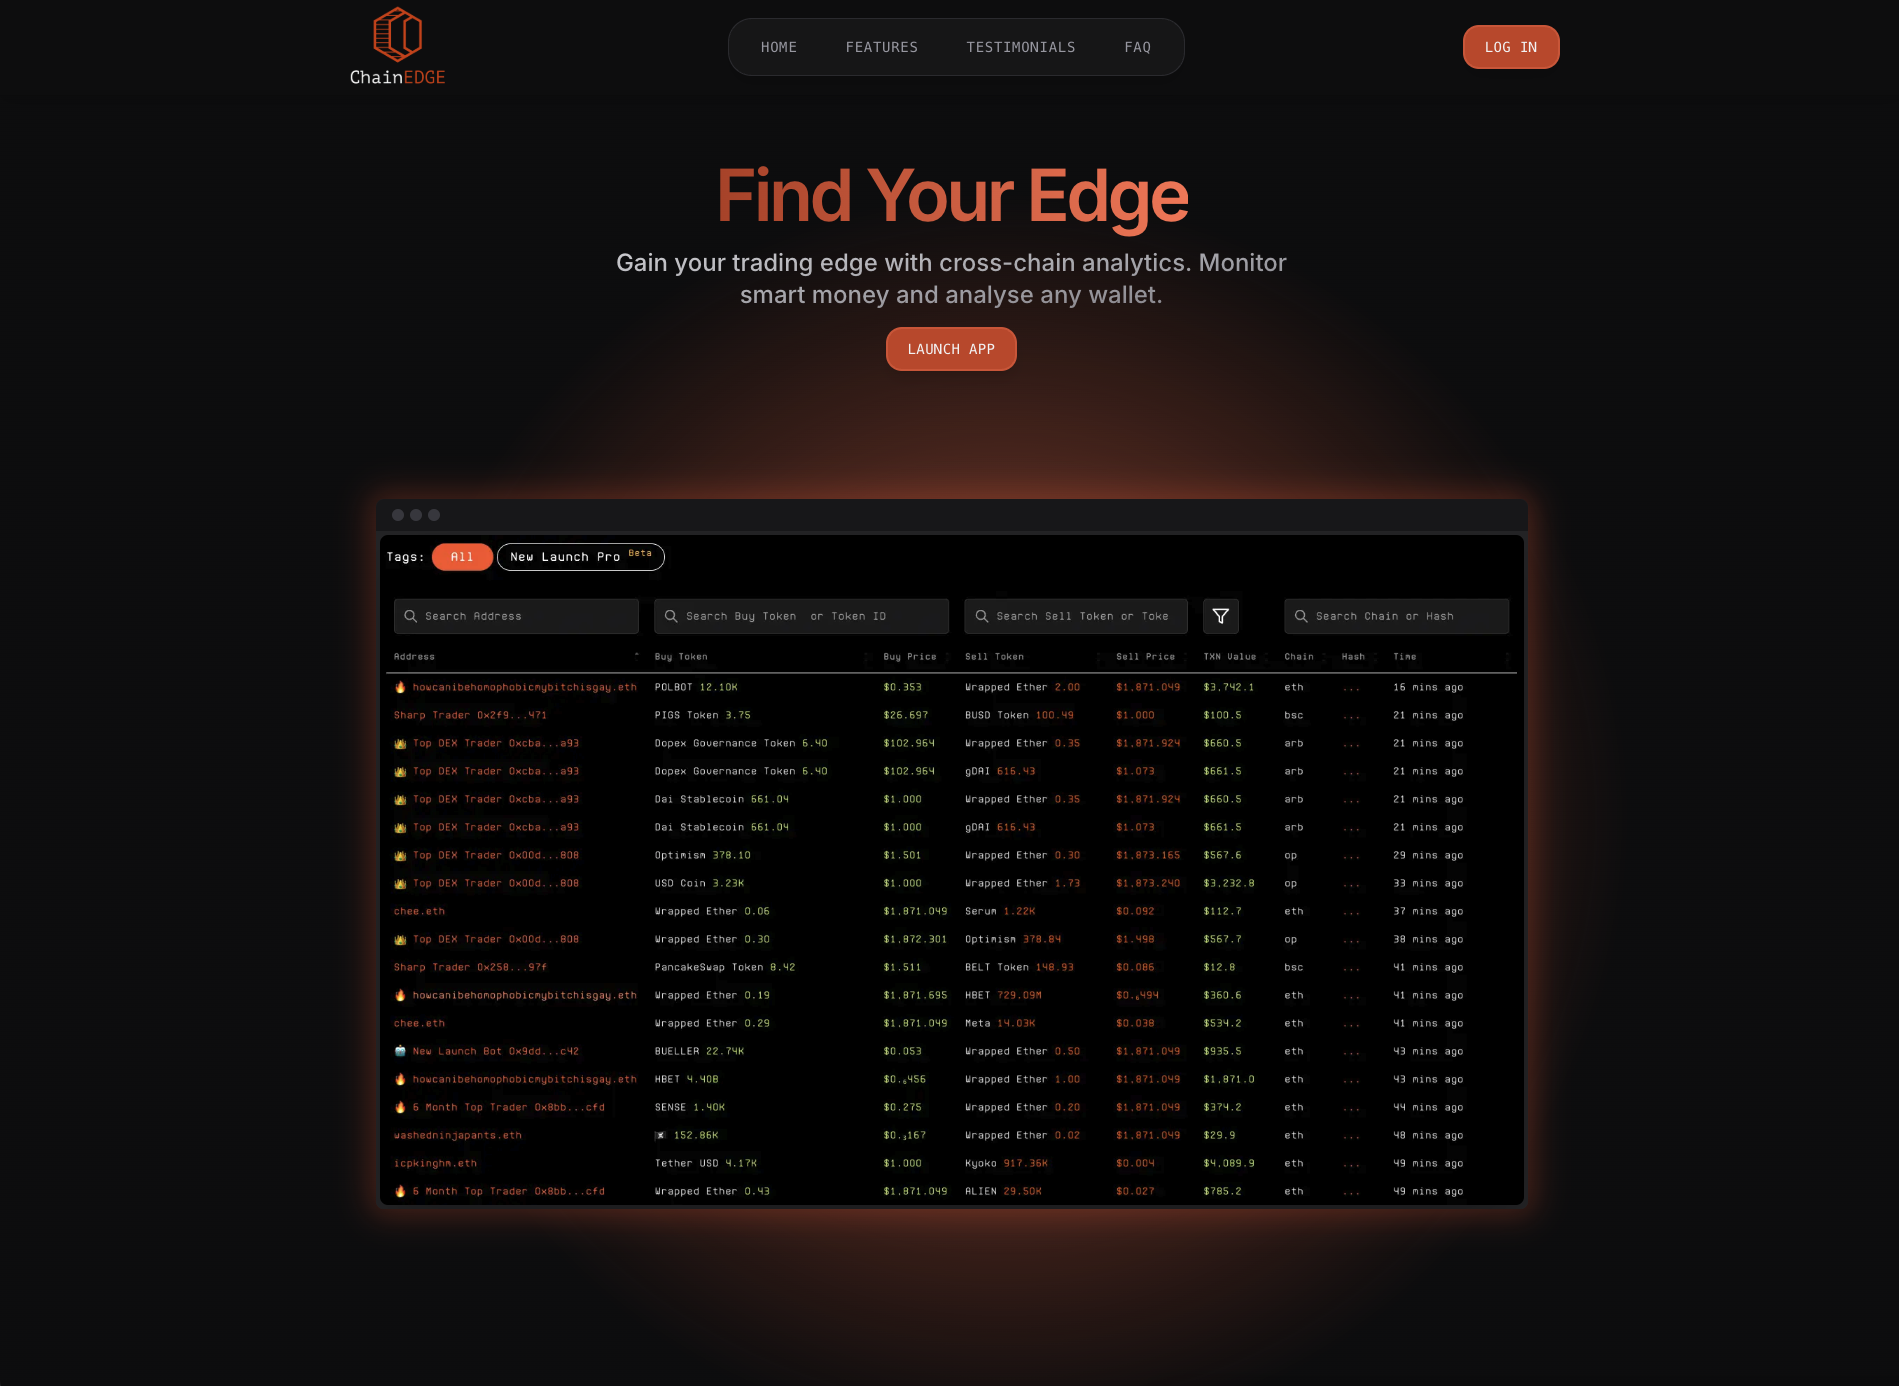 ChainEDGE
HOME FEATURES TESTIMONIALS FAQ
LOG IN
Find Your Edge
Gain your trading edge with cross-chain analytics. Monitor
smart money and analyse any wallet.
LAUNCH APP
Tags: All New Launch Pro Beta
Search Address Search Buy Token or Token ID Search Sell Token or Toke Search Chain or Hash
Address Buy Token Buy Price Sell Token Sell Price TXN Value Chain Hash Time
howcanibehomophobicmybitchisgay.eth POLBOT 12.10K $0.353 Wrapped Ether 2.00 $1,871.049 $3,742.1 eth ... 16 mins ago
Sharp Trader 0x2f9...471 PIGS Token 3.75 $26.697 BUSD Token 100.49 $1.000 $100.5 bsc ... 21 mins ago
Top DEX Trader 0xcba...a93 Dopex Governance Token 6.40 $102.964 Wrapped Ether 0.35 $1,871.924 $660.5 arb ... 21 mins ago
Top DEX Trader 0xcba...a93 Dopex Governance Token 6.40 $102.964 gDAI 616.43 $1.073 $661.5 arb ... 21 mins ago
Top DEX Trader 0xcba...a93 Dai Stablecoin 661.04 $1.000 Wrapped Ether 0.35 $1,871.924 $660.5 arb ... 21 mins ago
Top DEX Trader 0xcba...a93 Dai Stablecoin 661.04 $1.000 gDAI 616.43 $1.073 $661.5 arb ... 21 mins ago
Top DEX Trader 0x00d...808 Optimism 378.10 $1.501 Wrapped Ether 0.30 $1,873.165 $567.6 op ... 29 mins ago
Top DEX Trader 0x00d...808 USD Coin 3.23K $1.000 Wrapped Ether 1.73 $1,873.240 $3,232.8 op ... 33 mins ago
chee.eth Wrapped Ether 0.06 $1,871.049 Serum 1.22K $0.092 $112.7 eth ... 37 mins ago
Top DEX Trader 0x00d...808 Wrapped Ether 0.30 $1,872.301 Optimism 378.84 $1.498 $567.7 op ... 38 mins ago
Sharp Trader 0x258...97f PancakeSwap Token 8.42 $1.511 BELT Token 148.93 $0.086 $12.8 bsc ... 41 mins ago
howcanibehomophobicmybitchisgay.eth Wrapped Ether 0.19 $1,871.695 HBET 729.09M $0.₆494 $360.6 eth ... 41 mins ago
chee.eth Wrapped Ether 0.29 $1,871.049 Meta 14.03K $0.038 $534.2 eth ... 41 mins ago
New Launch Bot 0x9dd...c42 BUELLER 22.74K $0.053 Wrapped Ether 0.50 $1,871.049 $935.5 eth ... 43 mins ago
howcanibehomophobicmybitchisgay.eth HBET 4.40B $0.₆456 Wrapped Ether 1.00 $1,871.049 $1,871.0 eth ... 43 mins ago
6 Month Top Trader 0x8bb...cfd SENSE 1.40K $0.275 Wrapped Ether 0.20 $1,871.049 $374.2 eth ... 44 mins ago
washedninjapants.eth 152.86K $0.₃167 Wrapped Ether 0.02 $1,871.049 $29.9 eth ... 48 mins ago
icpkinghm.eth Tether USD 4.17K $1.000 Kyoko 917.36K $0.004 $4,089.9 eth ... 49 mins ago
6 Month Top Trader 0x8bb...cfd Wrapped Ether 0.43 $1,871.049 ALIEN 29.50K $0.027 $785.2 eth ... 49 mins ago